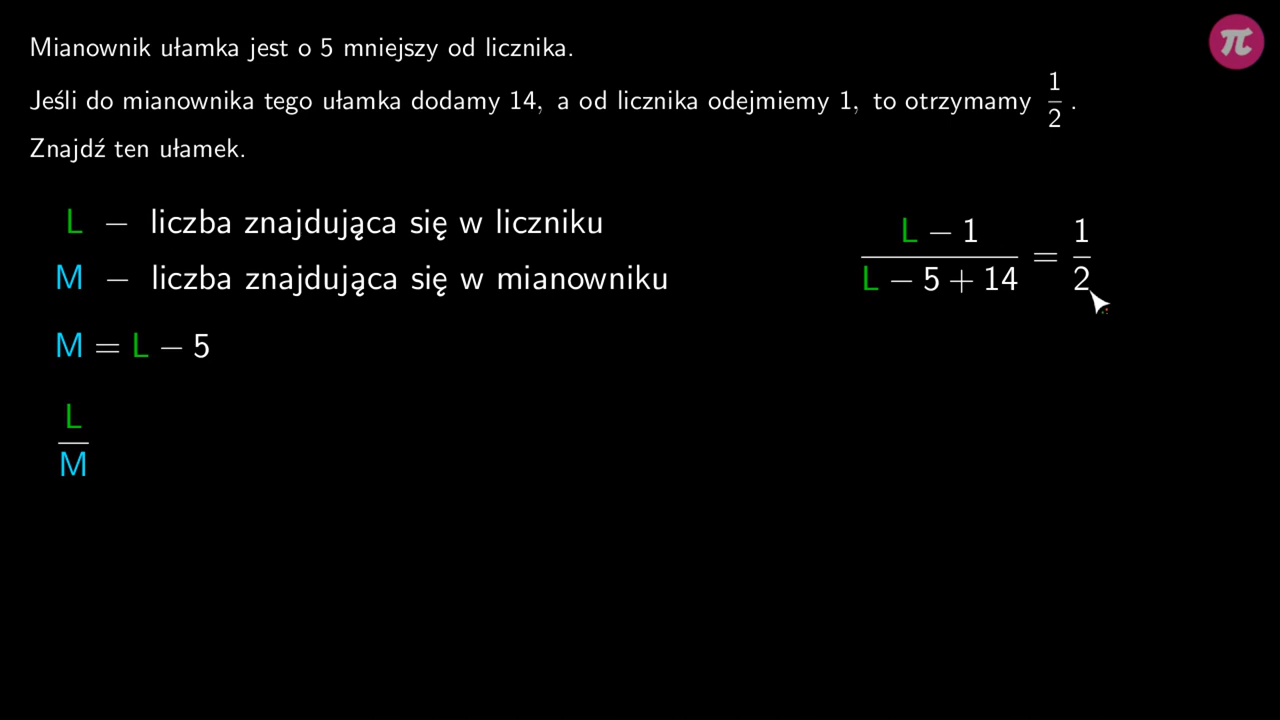 Mianownik ułamka jest o 5 mniejszy od licznika.
Jeśli do mianownika tego ułamka dodamy 14, a od licznika odejmiemy 1, to otrzymamy 1/2 .
Znajdź ten ułamek.
L – liczba znajdująca się w liczniku
M – liczba znajdująca się w mianowniku
M = L − 5
L/M
(L − 1)/(L − 5 + 14) = 1/2
π